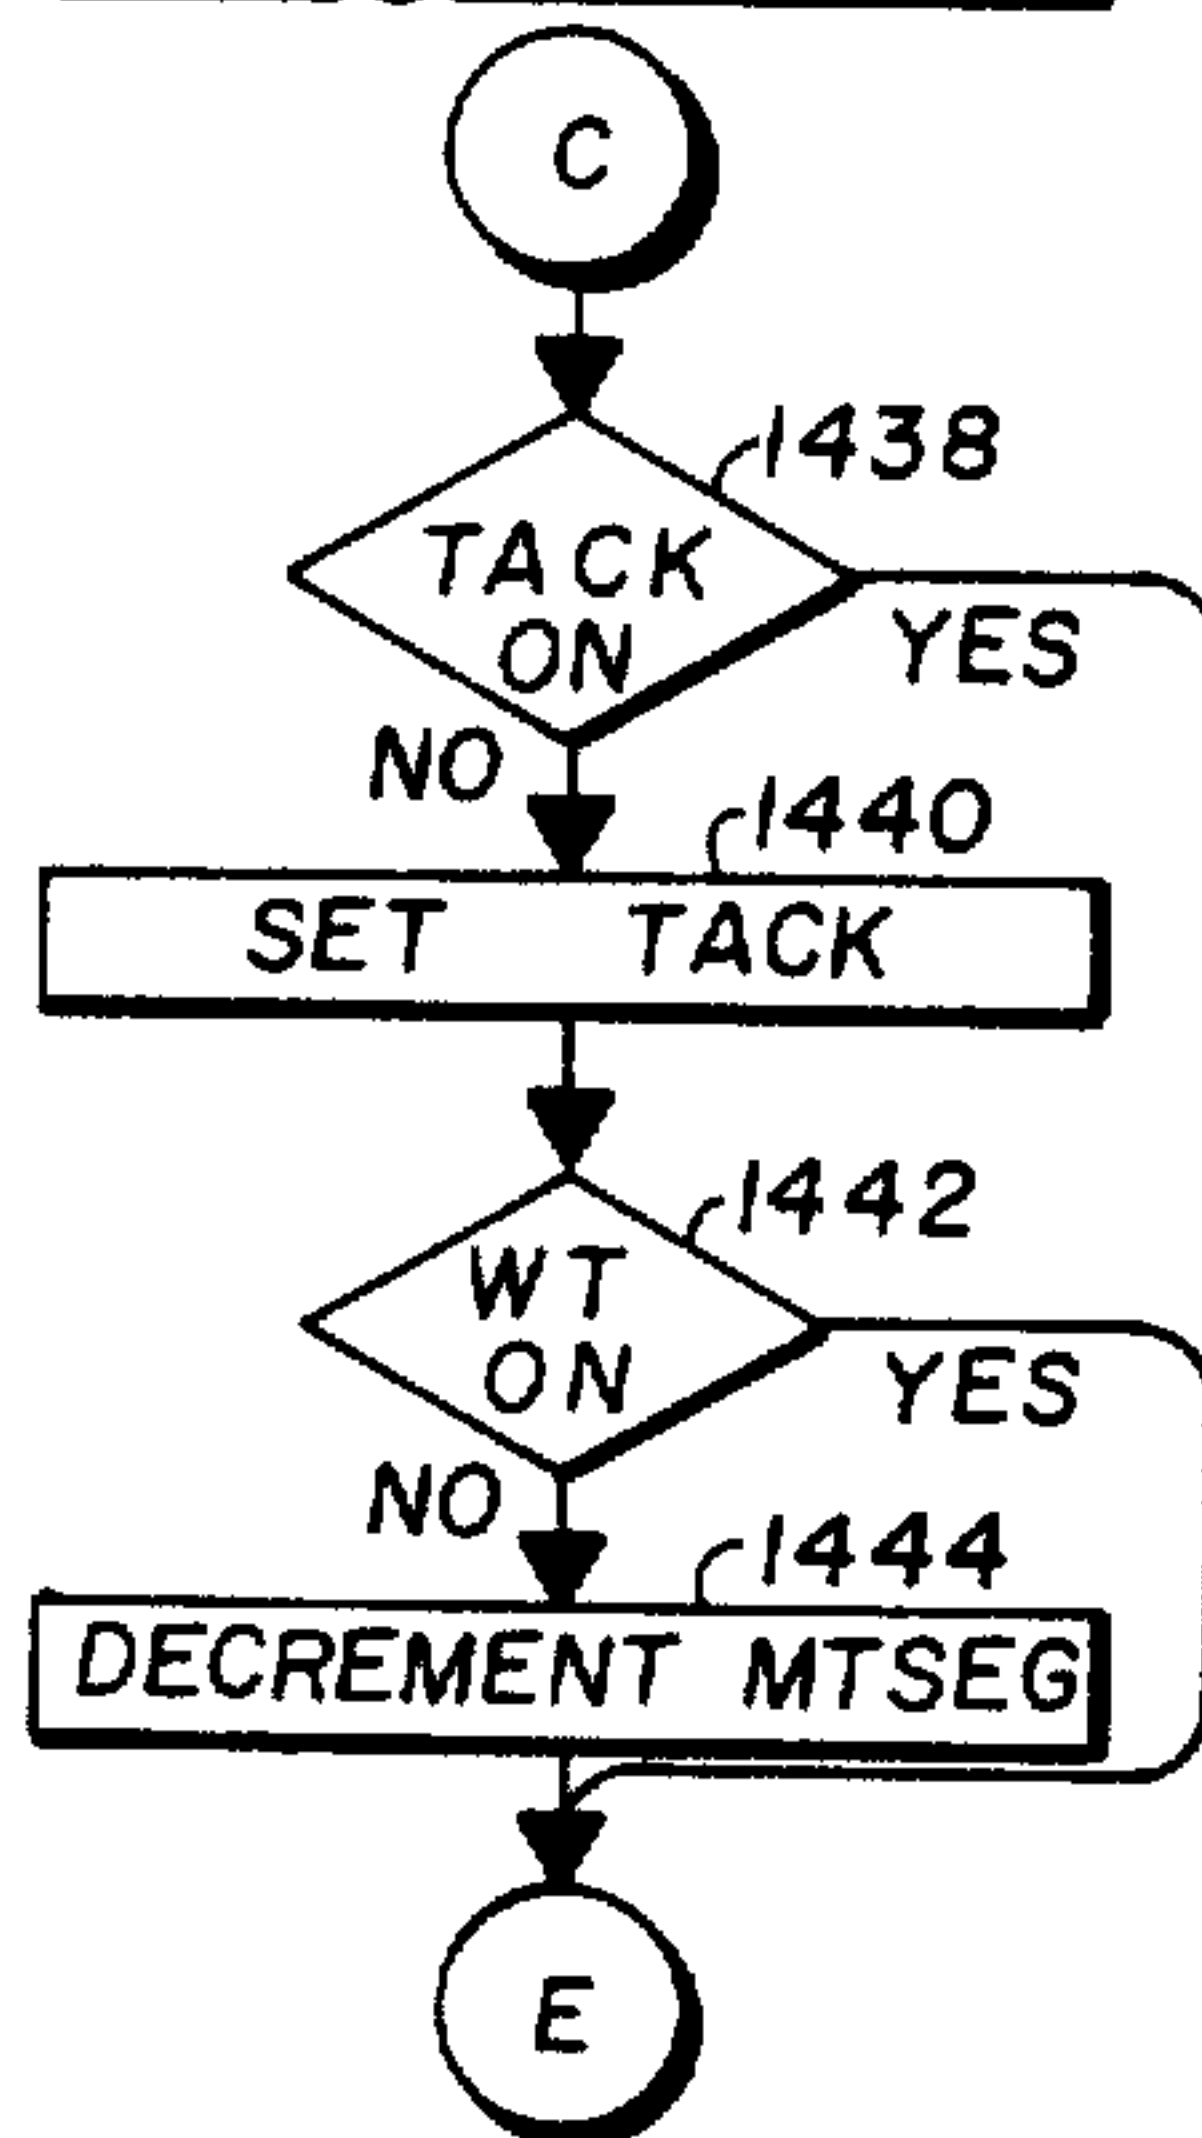 C
1438
TACK
ON
YES
NO
1440
SET TACK
1442
WT
ON
YES
NO
1444
DECREMENT MTSEG
E